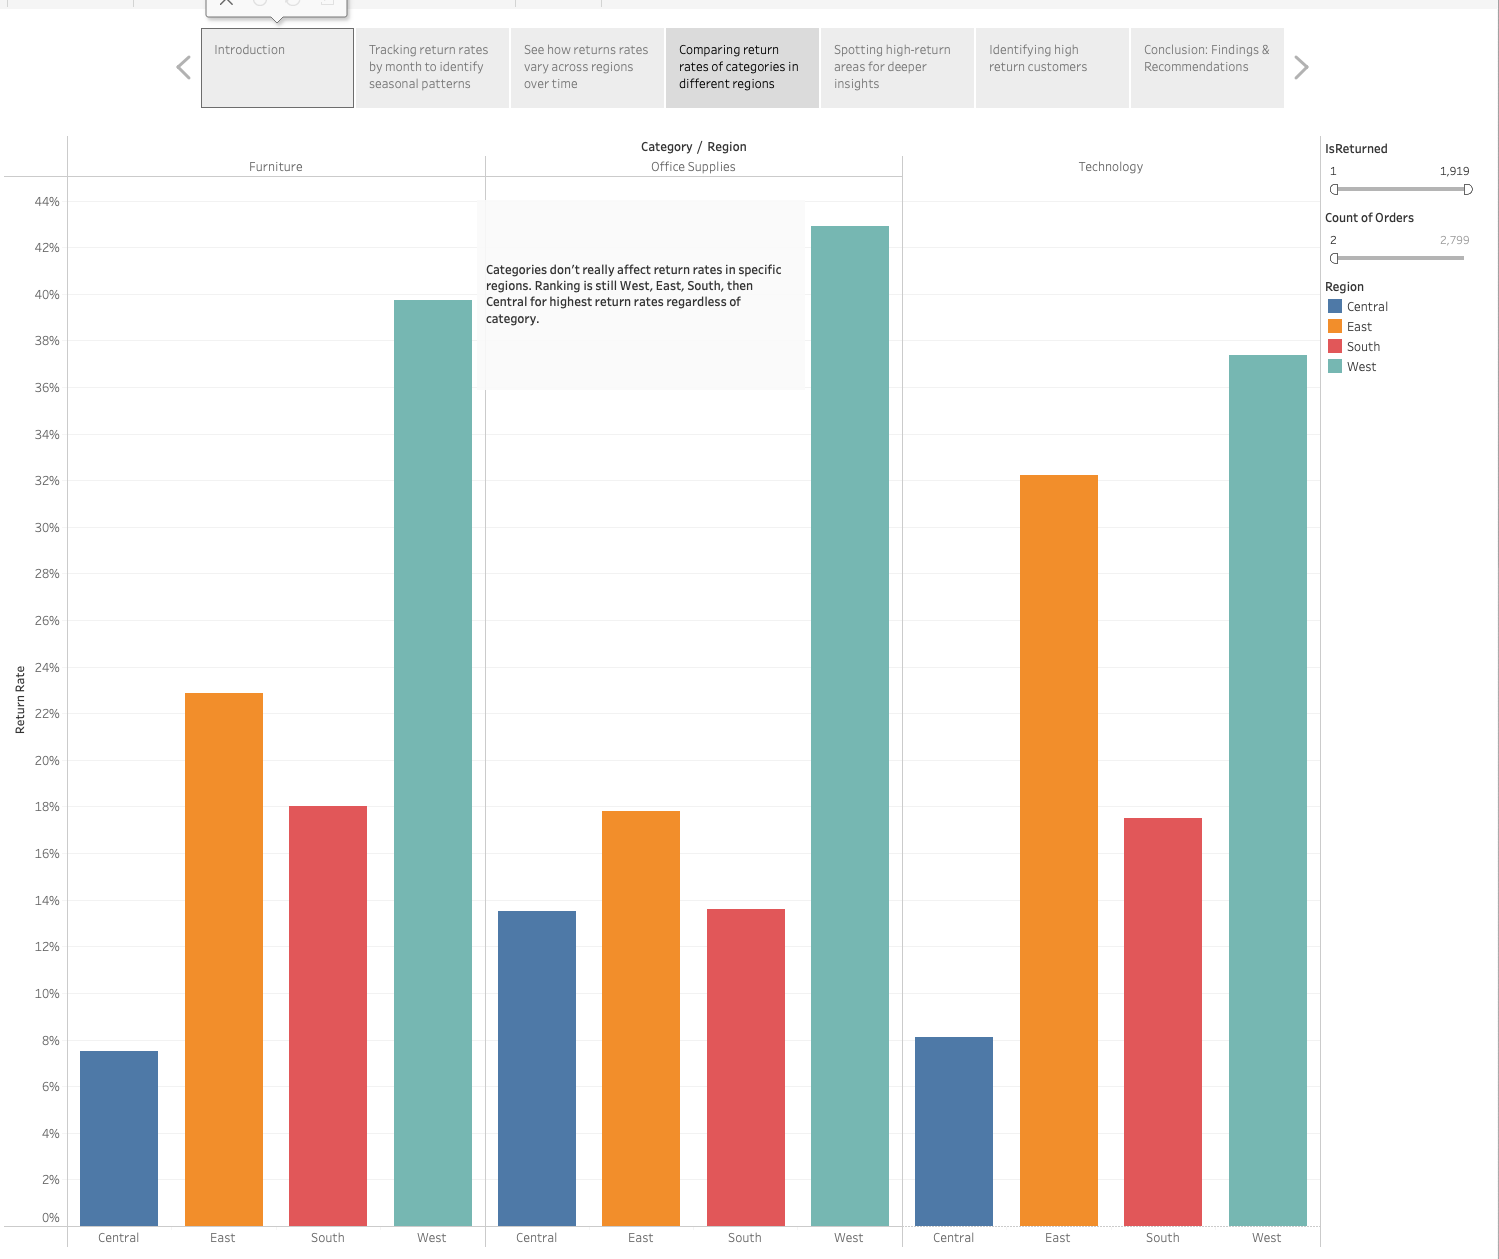 Introduction
Tracking return rates
by month to identify
seasonal patterns
See how returns rates
vary across regions
over time
Comparing return
rates of categories in
different regions
Spotting high-return
areas for deeper
insights
Identifying high
return customers
Conclusion: Findings &
Recommendations
Category / Region
Furniture
Office Supplies
Technology
44%
42%
40%
38%
36%
34%
32%
30%
28%
26%
24%
22%
20%
18%
16%
14%
12%
10%
8%
6%
4%
2%
0%
Return Rate
Categories don't really affect return rates in specific
regions. Ranking is still West, East, South, then
Central for highest return rates regardless of
category.
Central
East
South
West
Central
East
South
West
Central
East
South
West
IsReturned
1 1,919
Count of Orders
2 2,799
Region
Central
East
South
West